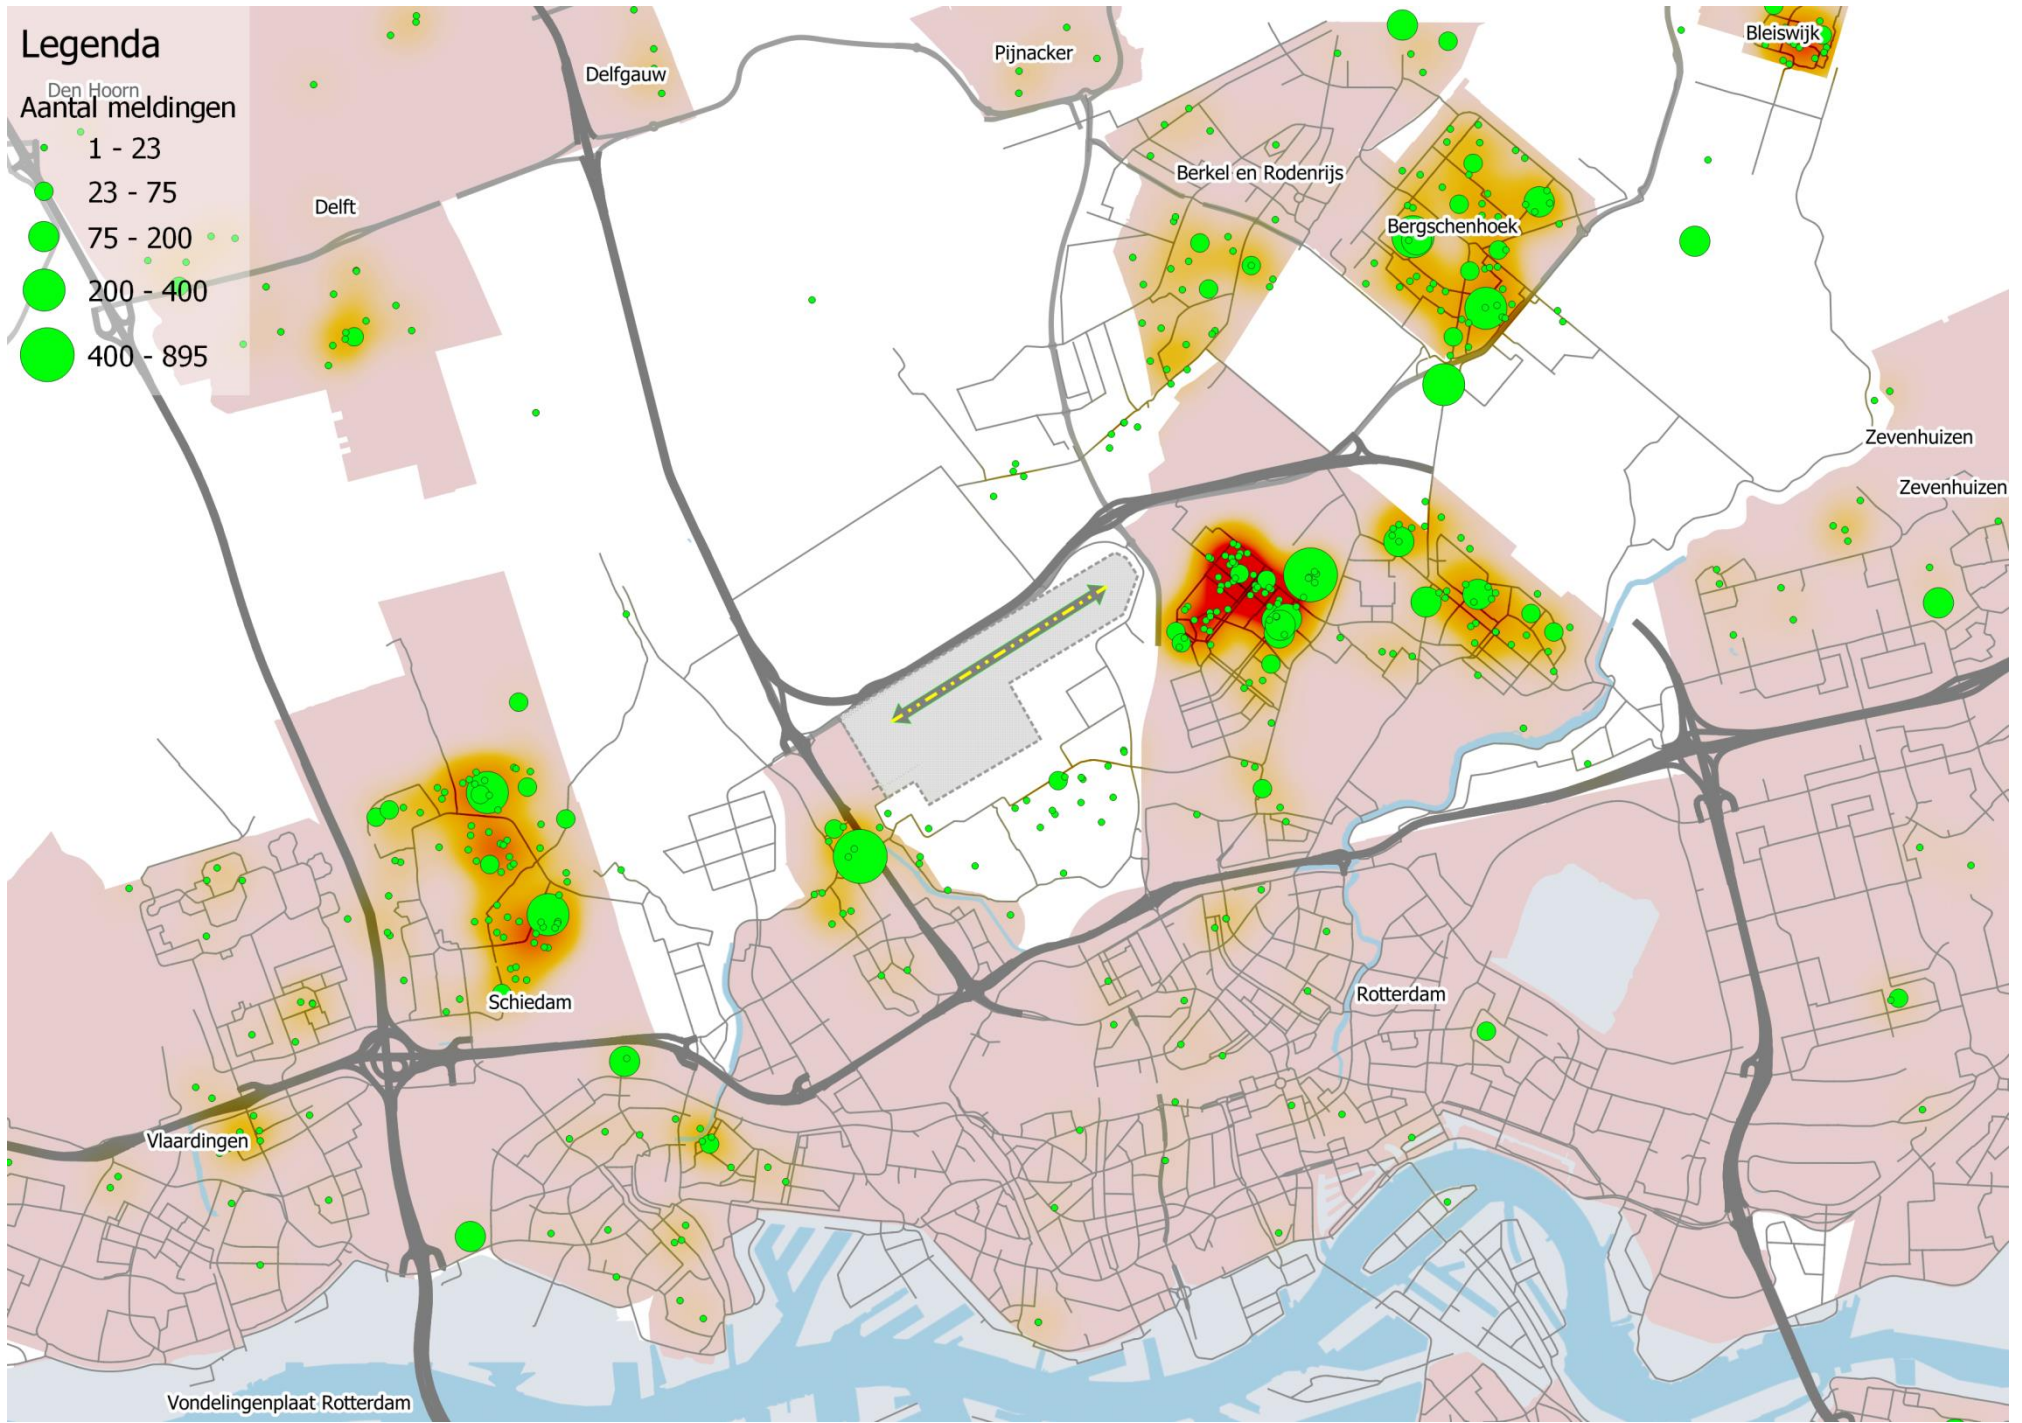 Legenda
Den Hoorn
Aantal meldingen
1 - 23
23 - 75
75 - 200
200 - 400
400 - 895
Delft
Delfgauw
Pijnacker
Bleiswijk
Berkel en Rodenrijs
Bergschenhoek
Zevenhuizen
Zevenhuizen
Schiedam
Rotterdam
Vlaardingen
Vondelingenplaat Rotterdam